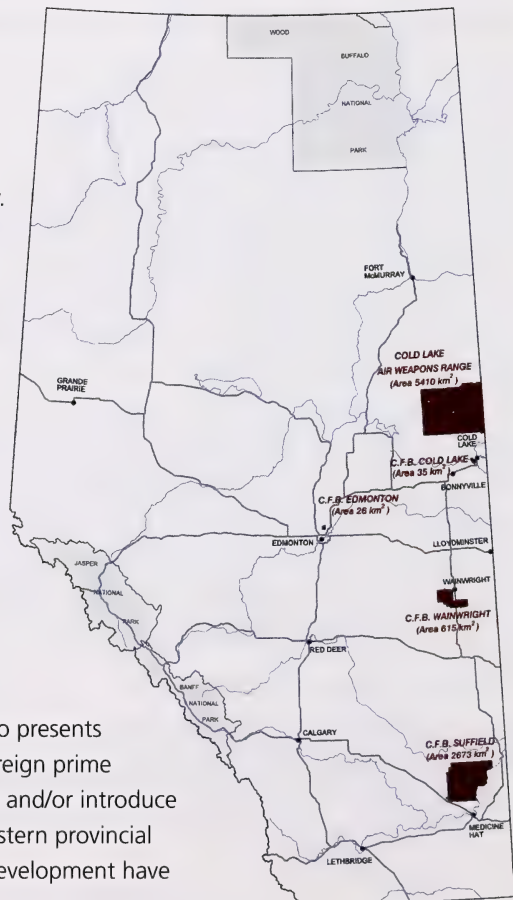 WOOD
BUFFALO
NATIONAL
PARK
FORT
McMURRAY
COLD LAKE
AIR WEAPONS RANGE
(Area 5410 km²)
GRANDE
PRAIRIE
COLD
LAKE
C.F.B. COLD LAKE
(Area 35 km²)
BONNYVILLE
C.F.B. EDMONTON
(Area 26 km²)
EDMONTON
LLOYDMINSTER
JASPER
NATIONAL
PARK
WAINWRIGHT
C.F.B. WAINWRIGHT
(Area 615 km²)
RED DEER
BANFF
NATIONAL
PARK
CALGARY
C.F.B. SUFFIELD
(Area 2673 km²)
MEDICINE
HAT
LETHBRIDGE
o presents
reign prime
and/or introduce
stern provincial
evelopment have